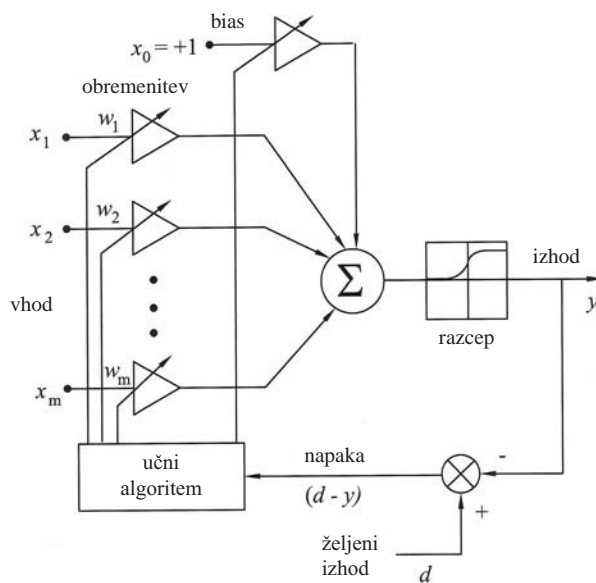 bias
x₀ = +1
obremenitev
w₁
x₁
w₂
x₂
vhod
wₘ
xₘ
Σ
izhod
y
razcep
učni
algoritem
napaka
(d - y)
-
+
željeni
izhod
d